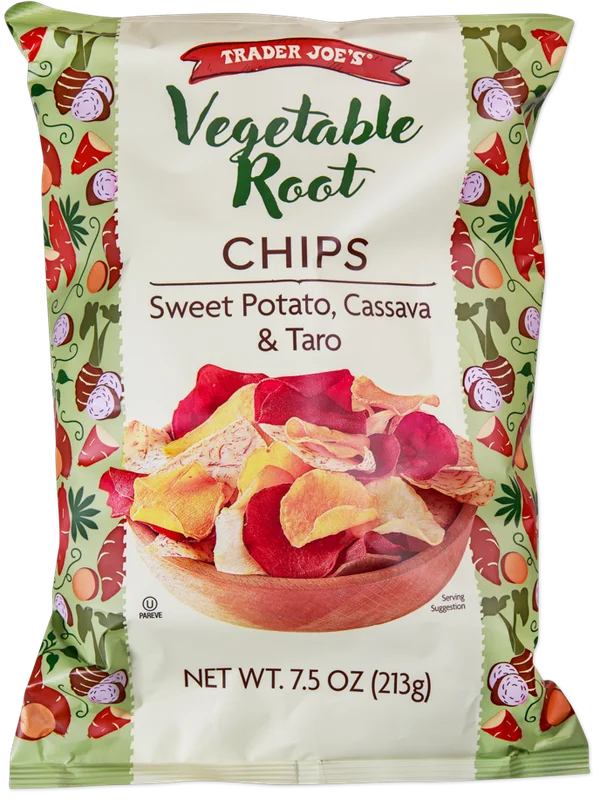 TRADER JOE'S®
Vegetable
Root
CHIPS
Sweet Potato, Cassava
& Taro
U
PAREVE
Serving
Suggestion
NET WT. 7.5 OZ (213g)